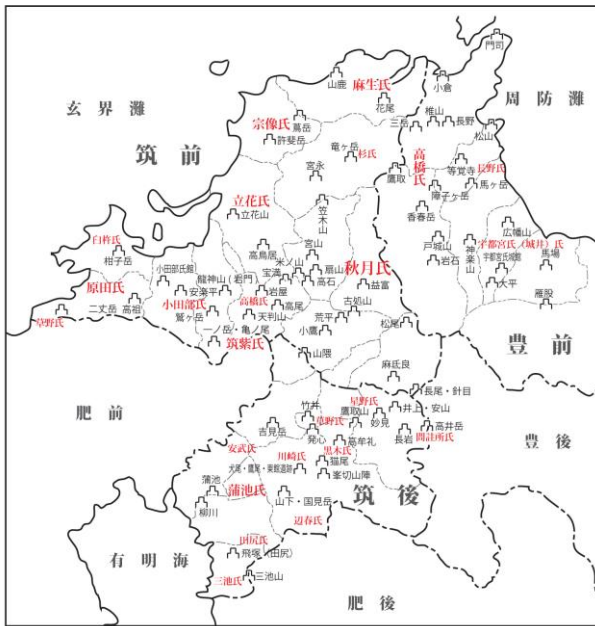 門司
小倉
周防灘
山鹿
麻生氏
花尾
玄界灘
宗像氏
蔦岳
許斐岳
三岳
椎山
長野
松山
筑前
竜ヶ岳
杉氏
高橋氏
等覚寺
長野氏
馬ヶ岳
宮永
鷹取
障子ヶ岳
香春岳
立花氏
立花山
笠木山
広幡山
宇都宮氏(城井)氏
宇都宮氏館
馬場
戸城山
岩石
神楽山
大平
雁股
豊前
臼杵氏
柑子岳
高鳥居
宮山
米ノ山
扇山
高石
秋月氏
益富
小田部氏館
龍神山(堀門)
安楽平
宝満
岩屋
原田氏
高祖
二丈岳
草野氏
小田部氏
鷲ヶ岳
高橋氏
天判山
高尾
荒平
古処山
小鷹
松尾
一ノ岳・亀ノ尾
筑紫氏
山隈
麻氐良
長尾・針目
肥前
豊後
竹井
星野氏
鷹取山
妙見
井上・安山
高井岳
吉見岳
草野氏
発心
高牟礼
長岩
問註所氏
安武氏
川崎氏
黒木氏
猫尾
犬尾・鷹尾・東館遺跡
蒲池
蒲池氏
峯切山陣
筑後
柳川
山下・国見岳
辺春氏
有明海
田尻氏
飛塚(田尻)
三池氏
三池山
肥後